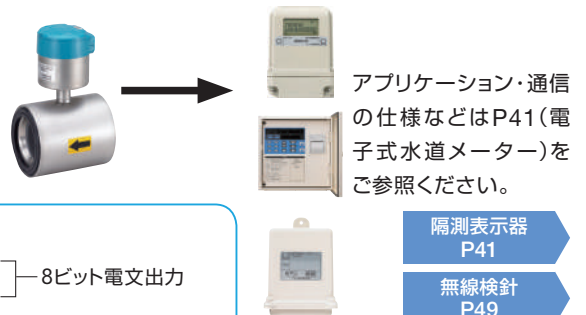 アプリケーション・通信
の仕様などはP41(電
子式水道メーター)を
ご参照ください。
隔測表示器
P41
8ビット電文出力
無線検針
P49